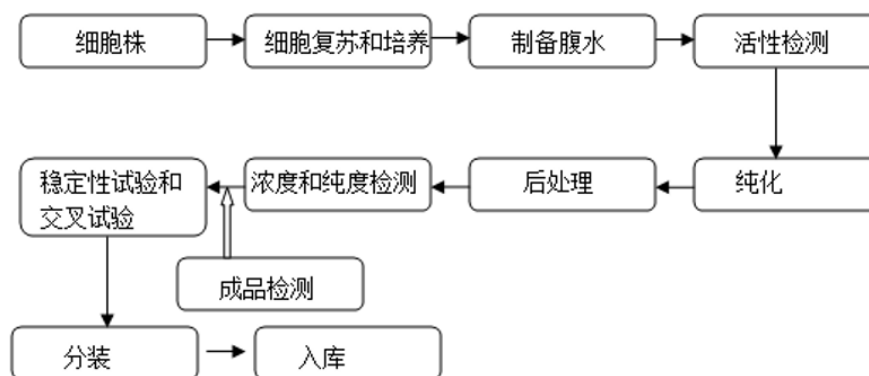 细胞株
细胞复苏和培养
制备腹水
活性检测
纯化
后处理
浓度和纯度检测
稳定性试验和
交叉试验
成品检测
分装
入库